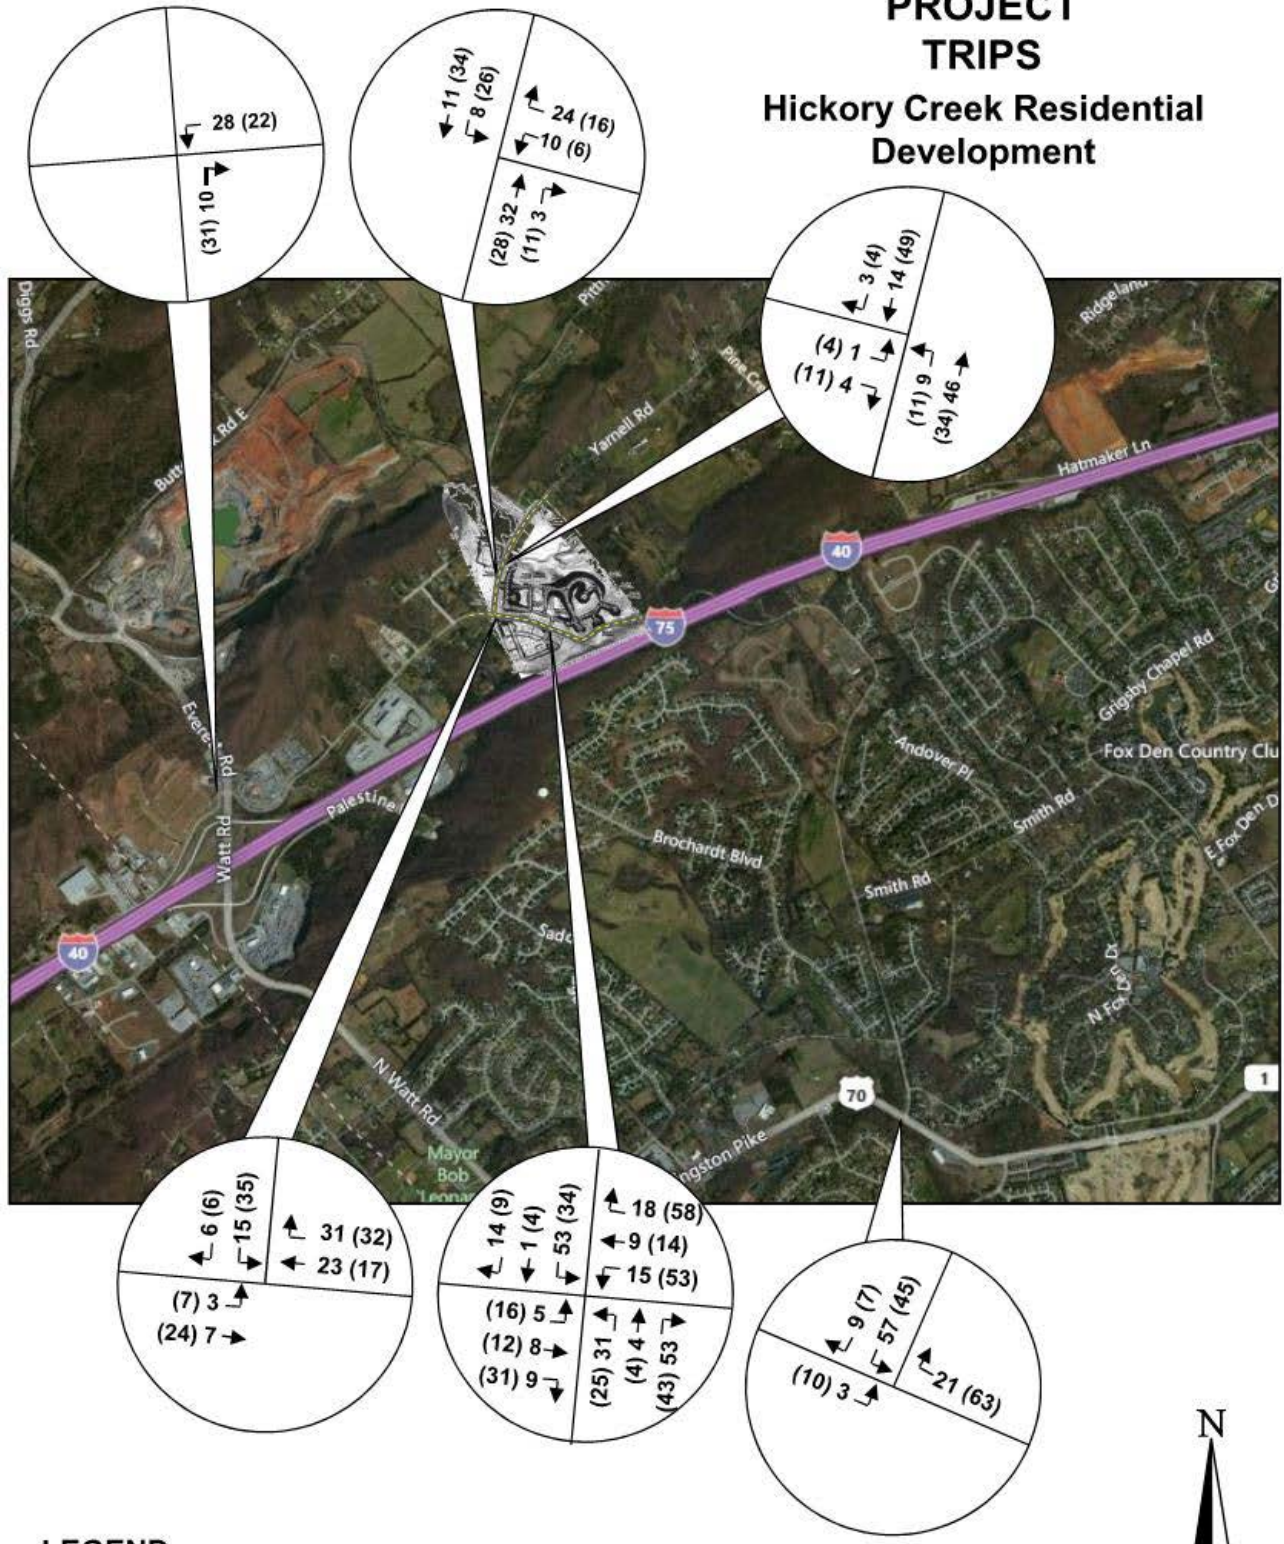 PROJECT
TRIPS
Hickory Creek Residential
Development
28 (22)
(31) 10
11 (34)
8 (26)
24 (16)
10 (6)
(28) 32
(11) 3
3 (4)
14 (49)
(4) 1
(11) 4
(11) 9
(34) 46
Diggs Rd
Yarnell Rd
Hatmaker Ln
40
75
Grigsby Chapel Rd
Andover Pl
Fox Den Country Clu
Rd
Palestine
Watt Rd
Smith Rd
E Fox Den D
Brochardt Blvd
Smith Rd
40
N Fox Den Dr
N Watt Rd
70
1
Mayor
Bob
ngston Pike
6 (6)
15 (35)
31 (32)
23 (17)
(7) 3
(24) 7
14 (9)
1 (4)
53 (34)
18 (58)
9 (14)
15 (53)
(16) 5
(12) 8
(31) 9
(25) 31
(4) 4
(43) 53
9 (7)
57 (45)
(10) 3
21 (63)
N
LEGEND